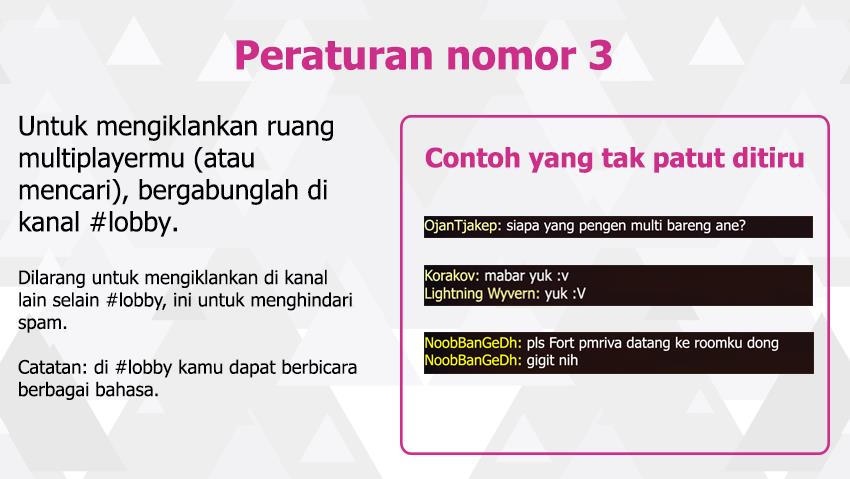 Peraturan nomor 3
Untuk mengiklankan ruang
multiplayermu (atau
mencari), bergabunglah di
kanal #lobby.
Dilarang untuk mengiklankan di kanal
lain selain #lobby, ini untuk menghindari
spam.
Catatan: di #lobby kamu dapat berbicara
berbagai bahasa.
Contoh yang tak patut ditiru
OjanTjakep: siapa yang pengen multi bareng ane?
Korakov: mabar yuk :v
Lightning Wyvern: yuk :V
NoobBanGeDh: pls Fort pmriva datang ke roomku dong
NoobBanGeDh: gigit nih